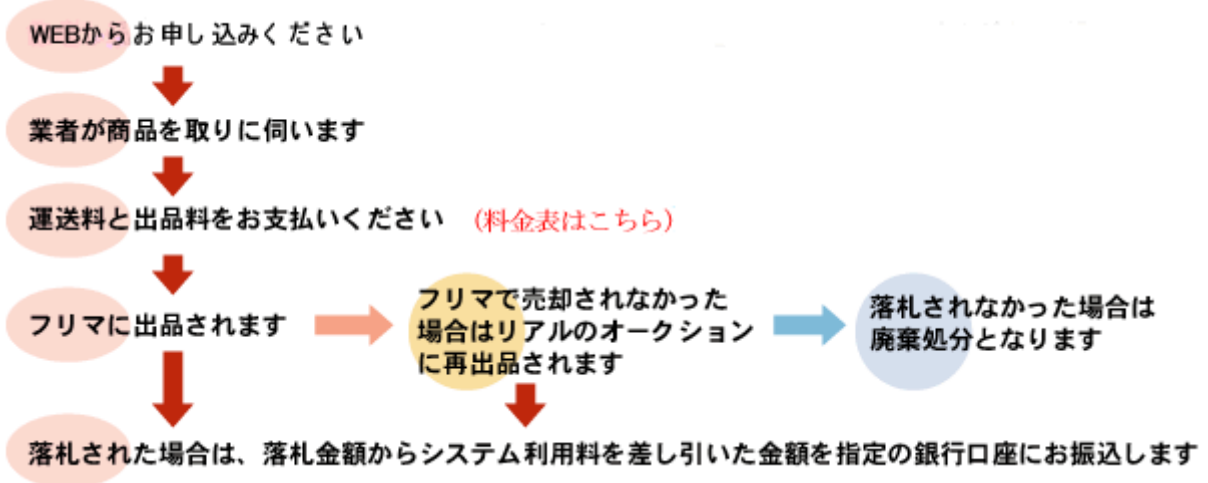 WEBからお申し込みください
業者が商品を取りに伺います
運送料と出品料をお支払いください (料金表はこちら)
フリマに出品されます
フリマで売却されなかった
場合はリアルのオークション
に再出品されます
落札されなかった場合は
廃棄処分となります
落札された場合は、落札金額からシステム利用料を差し引いた金額を指定の銀行口座にお振込します